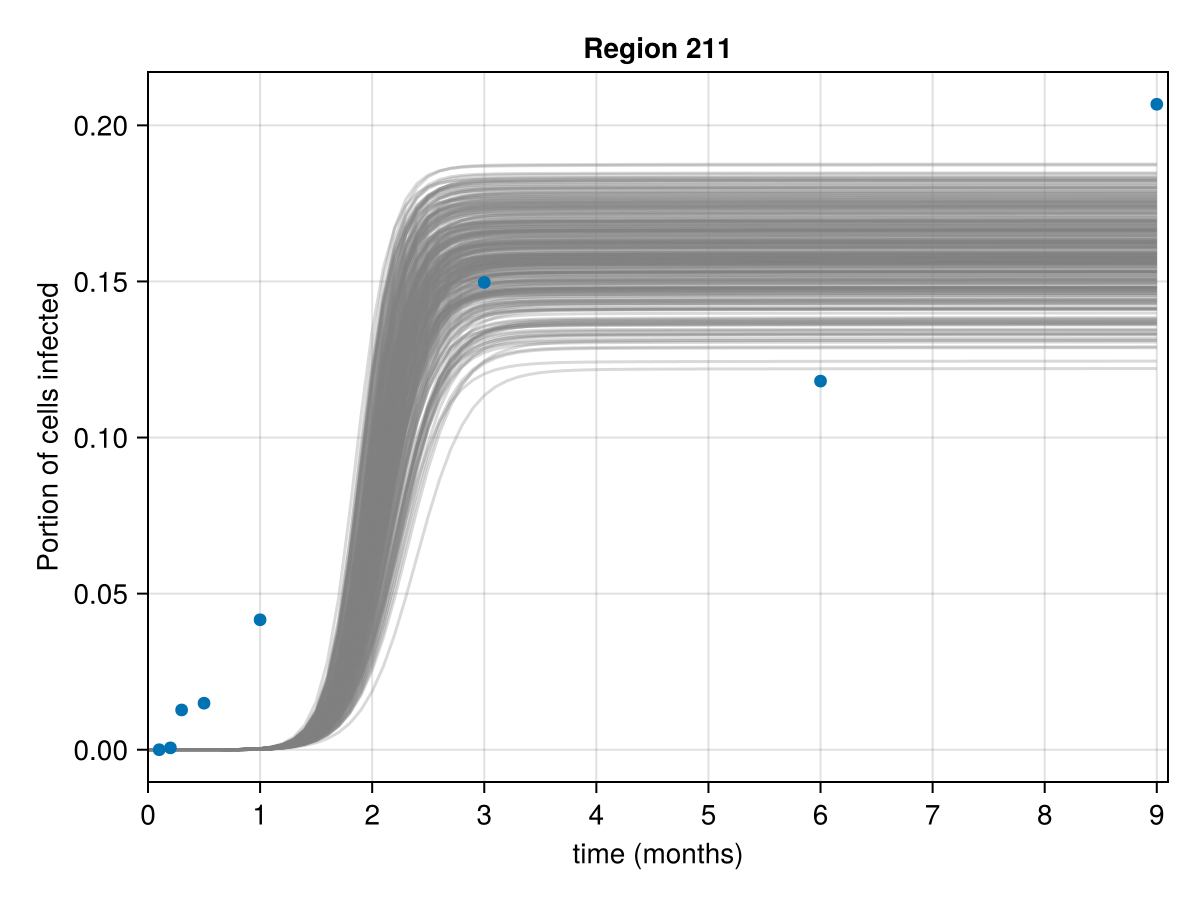 Region 211
Portion of cells infected
0.20
0.15
0.10
0.05
0.00
0 1 2 3 4 5 6 7 8 9
time (months)